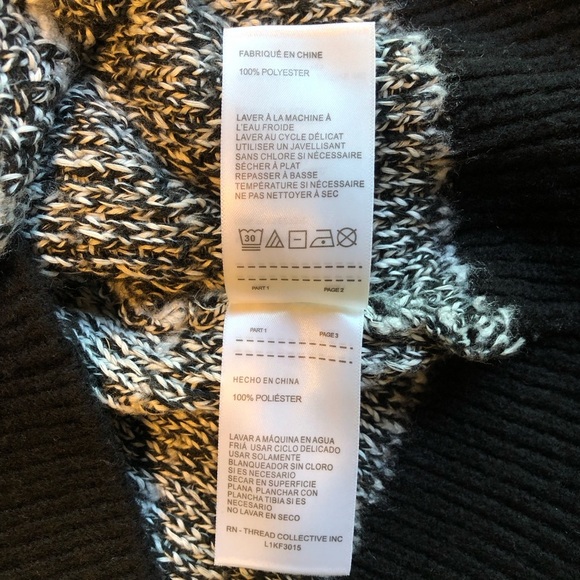 FABRIQUÉ EN CHINE
100% POLYESTER
LAVER À LA MACHINE À
L'EAU FROIDE
LAVER AU CYCLE DÉLICAT
UTILISER UN JAVELLISANT
SANS CHLORE SI NÉCESSAIRE
SÉCHER À PLAT
REPASSER À BASSE
TEMPÉRATURE SI NÉCESSAIRE
NE PAS NETTOYER À SEC
30
PART 1 PAGE 2
PART 1 PAGE 3
HECHO EN CHINA
100% POLIÉSTER
LAVAR A MÁQUINA EN AGUA
FRIÁ USAR CICLO DELICADO
USAR SOLAMENTE
BLANQUEADOR SIN CLORO
SI ES NECESARIO
SECAR EN SUPERFICIE
PLANA PLANCHAR CON
PLANCHA TIBIA SI ES
NECESARIO
NO LAVAR EN SECO
RN - THREAD COLLECTIVE INC
L1KF3015